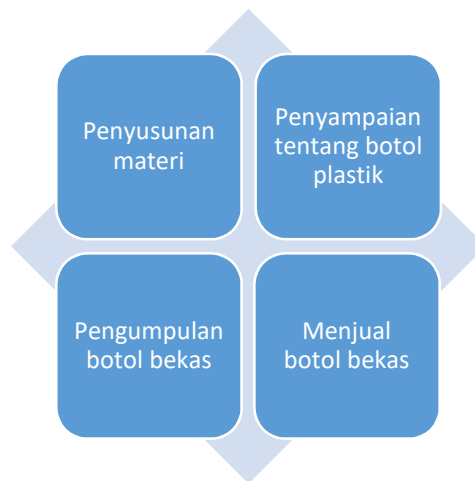 Penyusunan
materi
Penyampaian
tentang botol
plastik
Pengumpulan
botol bekas
Menjual
botol bekas